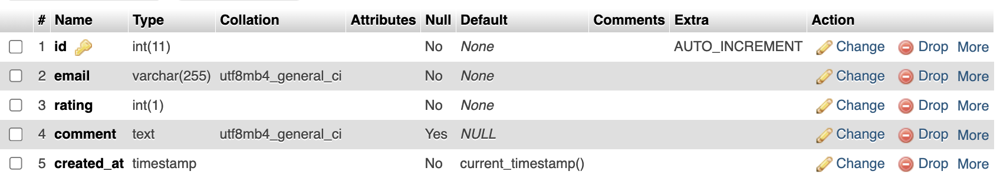 # Name Type Collation Attributes Null Default Comments Extra Action
1 id int(11) No None AUTO_INCREMENT Change Drop More
2 email varchar(255) utf8mb4_general_ci No None Change Drop More
3 rating int(1) No None Change Drop More
4 comment text utf8mb4_general_ci Yes NULL Change Drop More
5 created_at timestamp No current_timestamp() Change Drop More